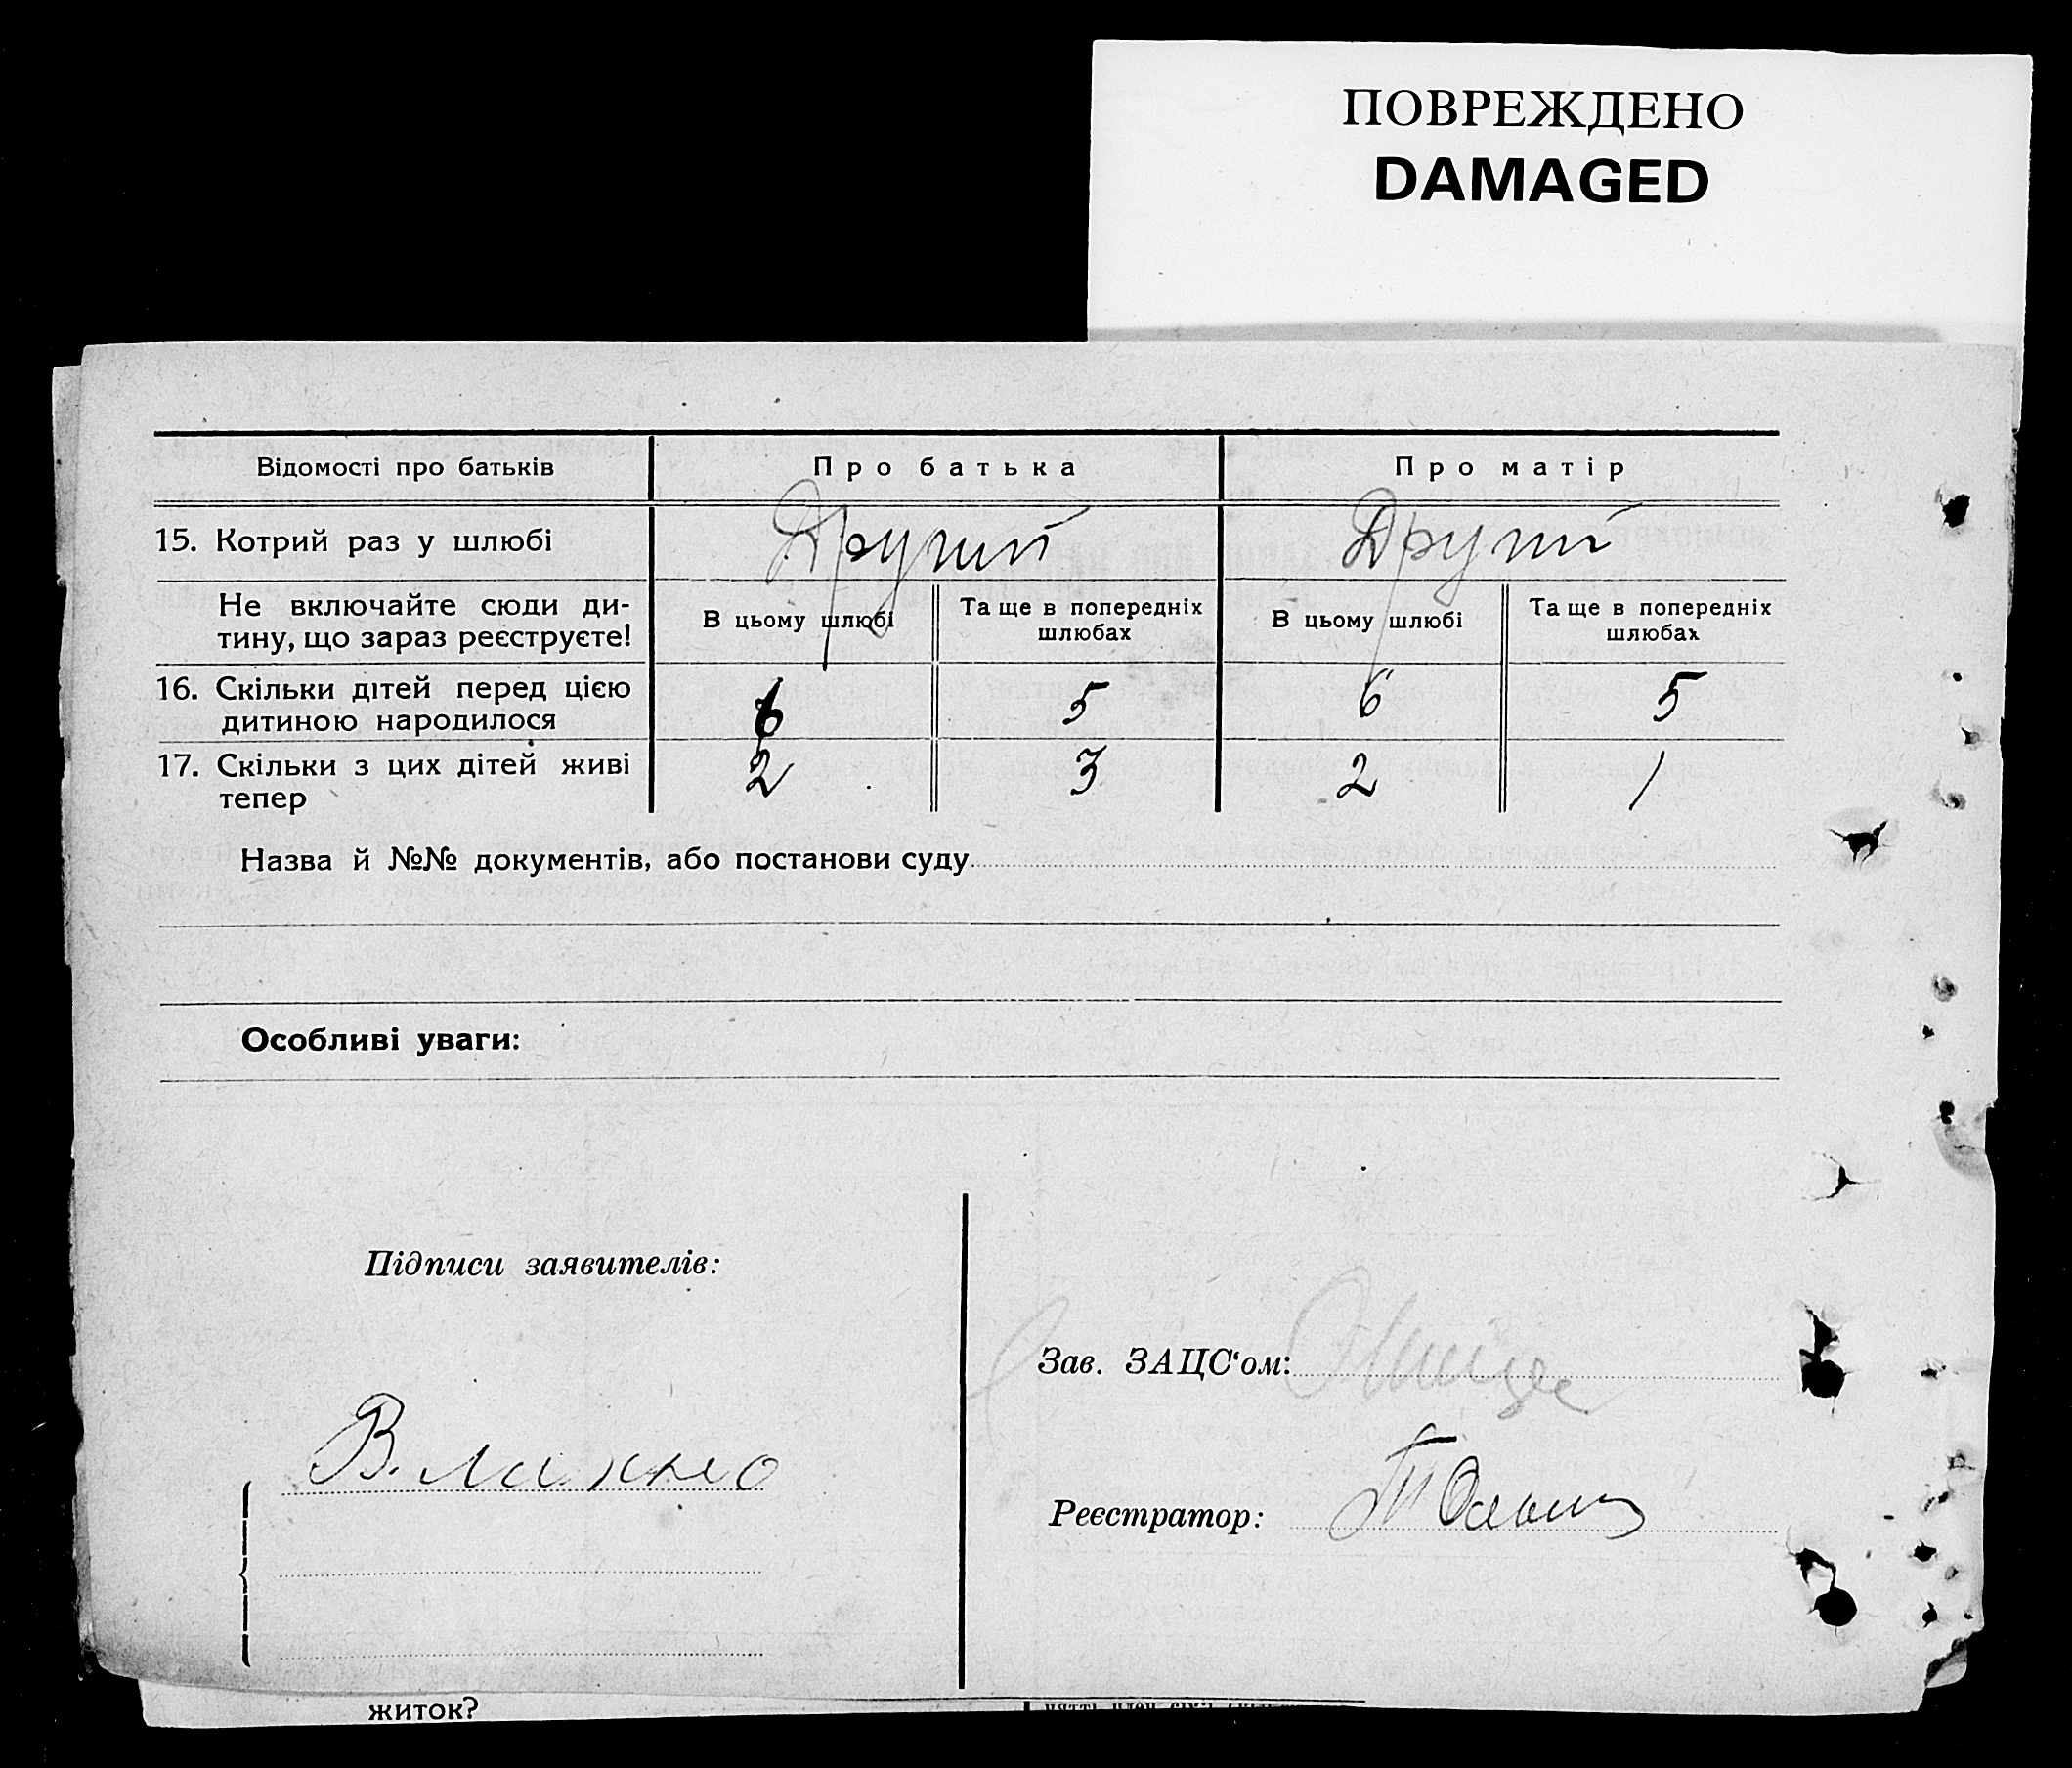 ПОВРЕЖДЕНО
DAMAGED
Відомості про батьків Про батька Про матір
15. Котрий раз у шлюбі Другий Другий
Не включайте сюди ди-
тину, що зараз реєструєте!
В цьому шлюбі Та ще в попередніх шлюбах В цьому шлюбі Та ще в попередніх шлюбах
16. Скільки дітей перед цією
дитиною народилося 6 5 6 5
17. Скільки з цих дітей живі
тепер 2 3 2 1
Назва й №№ документів, або постанови суду
Особливі уваги:
Підписи заявителів:
Зав. ЗАЦС‘ом:
В.
Реєстратор:
житок?